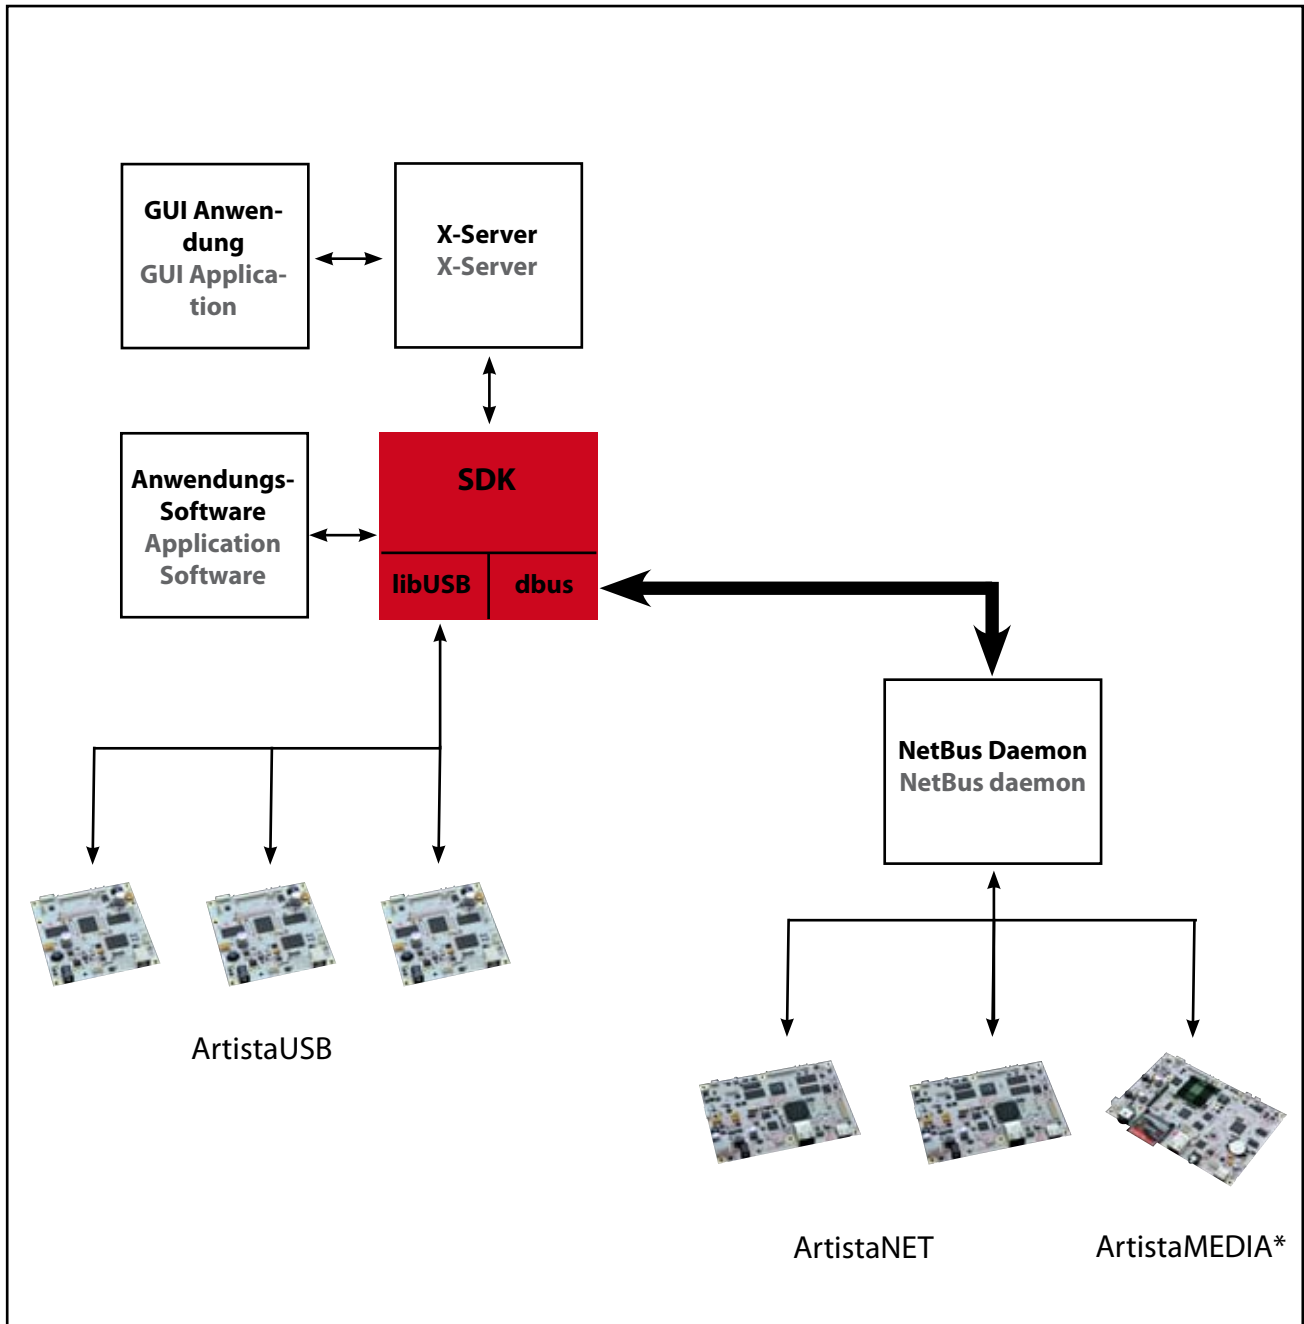 GUI Anwen-
dung
GUI Applica-
tion
X-Server
X-Server
Anwendungs-
Software
Application
Software
SDK
libUSB
dbus
NetBus Daemon
NetBus daemon
ArtistaUSB
ArtistaNET
ArtistaMEDIA*